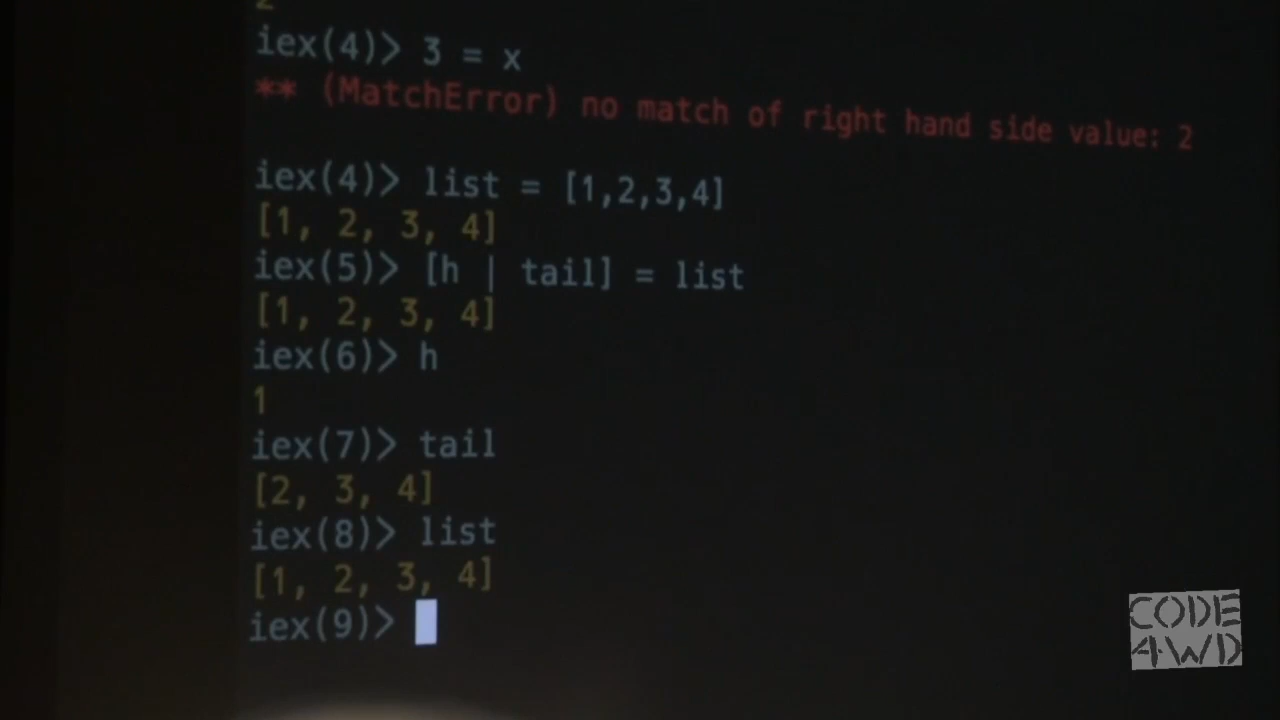 2
iex(4)> 3 = x
** (MatchError) no match of right hand side value: 2
iex(4)> list = [1,2,3,4]
[1, 2, 3, 4]
iex(5)> [h | tail] = list
[1, 2, 3, 4]
iex(6)> h
1
iex(7)> tail
[2, 3, 4]
iex(8)> list
[1, 2, 3, 4]
iex(9)>
CODE
4WD